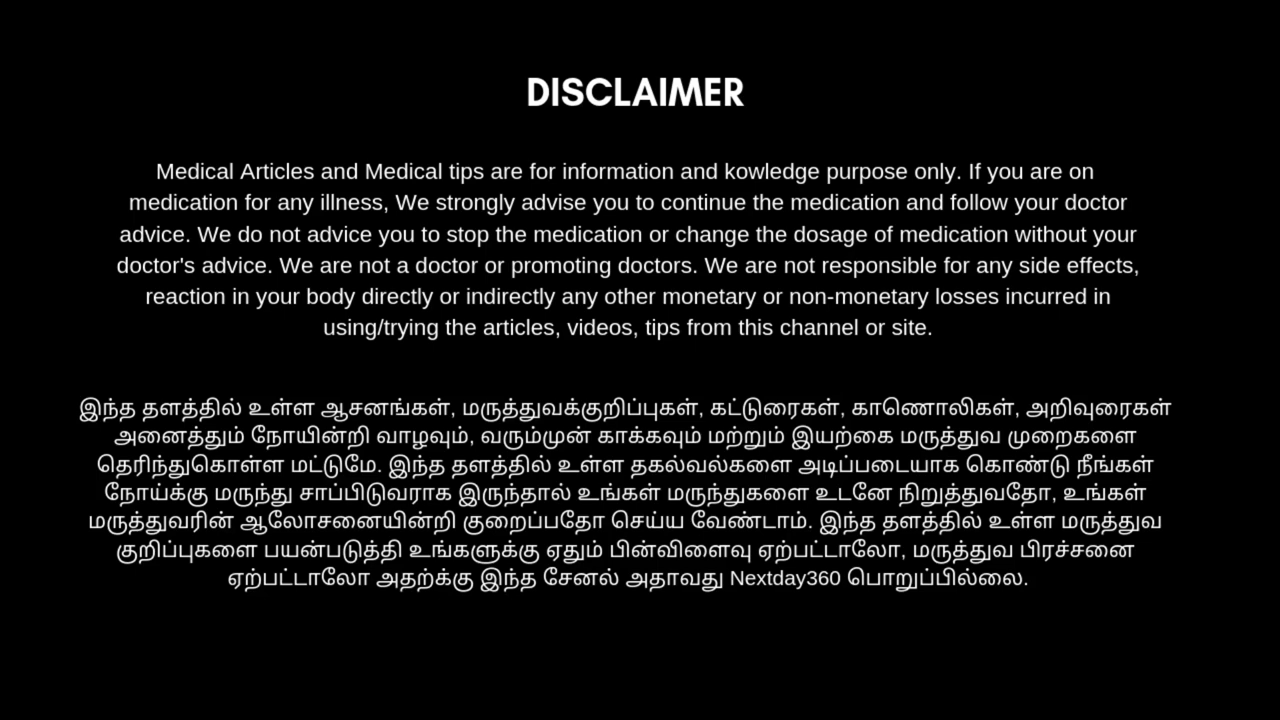 DISCLAIMER
Medical Articles and Medical tips are for information and kowledge purpose only. If you are on
medication for any illness, We strongly advise you to continue the medication and follow your doctor
advice. We do not advice you to stop the medication or change the dosage of medication without your
doctor's advice. We are not a doctor or promoting doctors. We are not responsible for any side effects,
reaction in your body directly or indirectly any other monetary or non-monetary losses incurred in
using/trying the articles, videos, tips from this channel or site.
இந்த தளத்தில் உள்ள ஆசனங்கள், மருத்துவக்குறிப்புகள், கட்டுரைகள், காணொலிகள், அறிவுரைகள்
அனைத்தும் நோயின்றி வாழவும், வரும்முன் காக்கவும் மற்றும் இயற்கை மருத்துவ முறைகளை
தெரிந்துகொள்ள மட்டுமே. இந்த தளத்தில் உள்ள தகல்வல்களை அடிப்படையாக கொண்டு நீங்கள்
நோய்க்கு மருந்து சாப்பிடுவராக இருந்தால் உங்கள் மருந்துகளை உடனே நிறுத்துவதோ, உங்கள்
மருத்துவரின் ஆலோசனையின்றி குறைப்பதோ செய்ய வேண்டாம். இந்த தளத்தில் உள்ள மருத்துவ
குறிப்புகளை பயன்படுத்தி உங்களுக்கு ஏதும் பின்விளைவு ஏற்பட்டாலோ, மருத்துவ பிரச்சனை
ஏற்பட்டாலோ அதற்க்கு இந்த சேனல் அதாவது Nextday360 பொறுப்பில்லை.